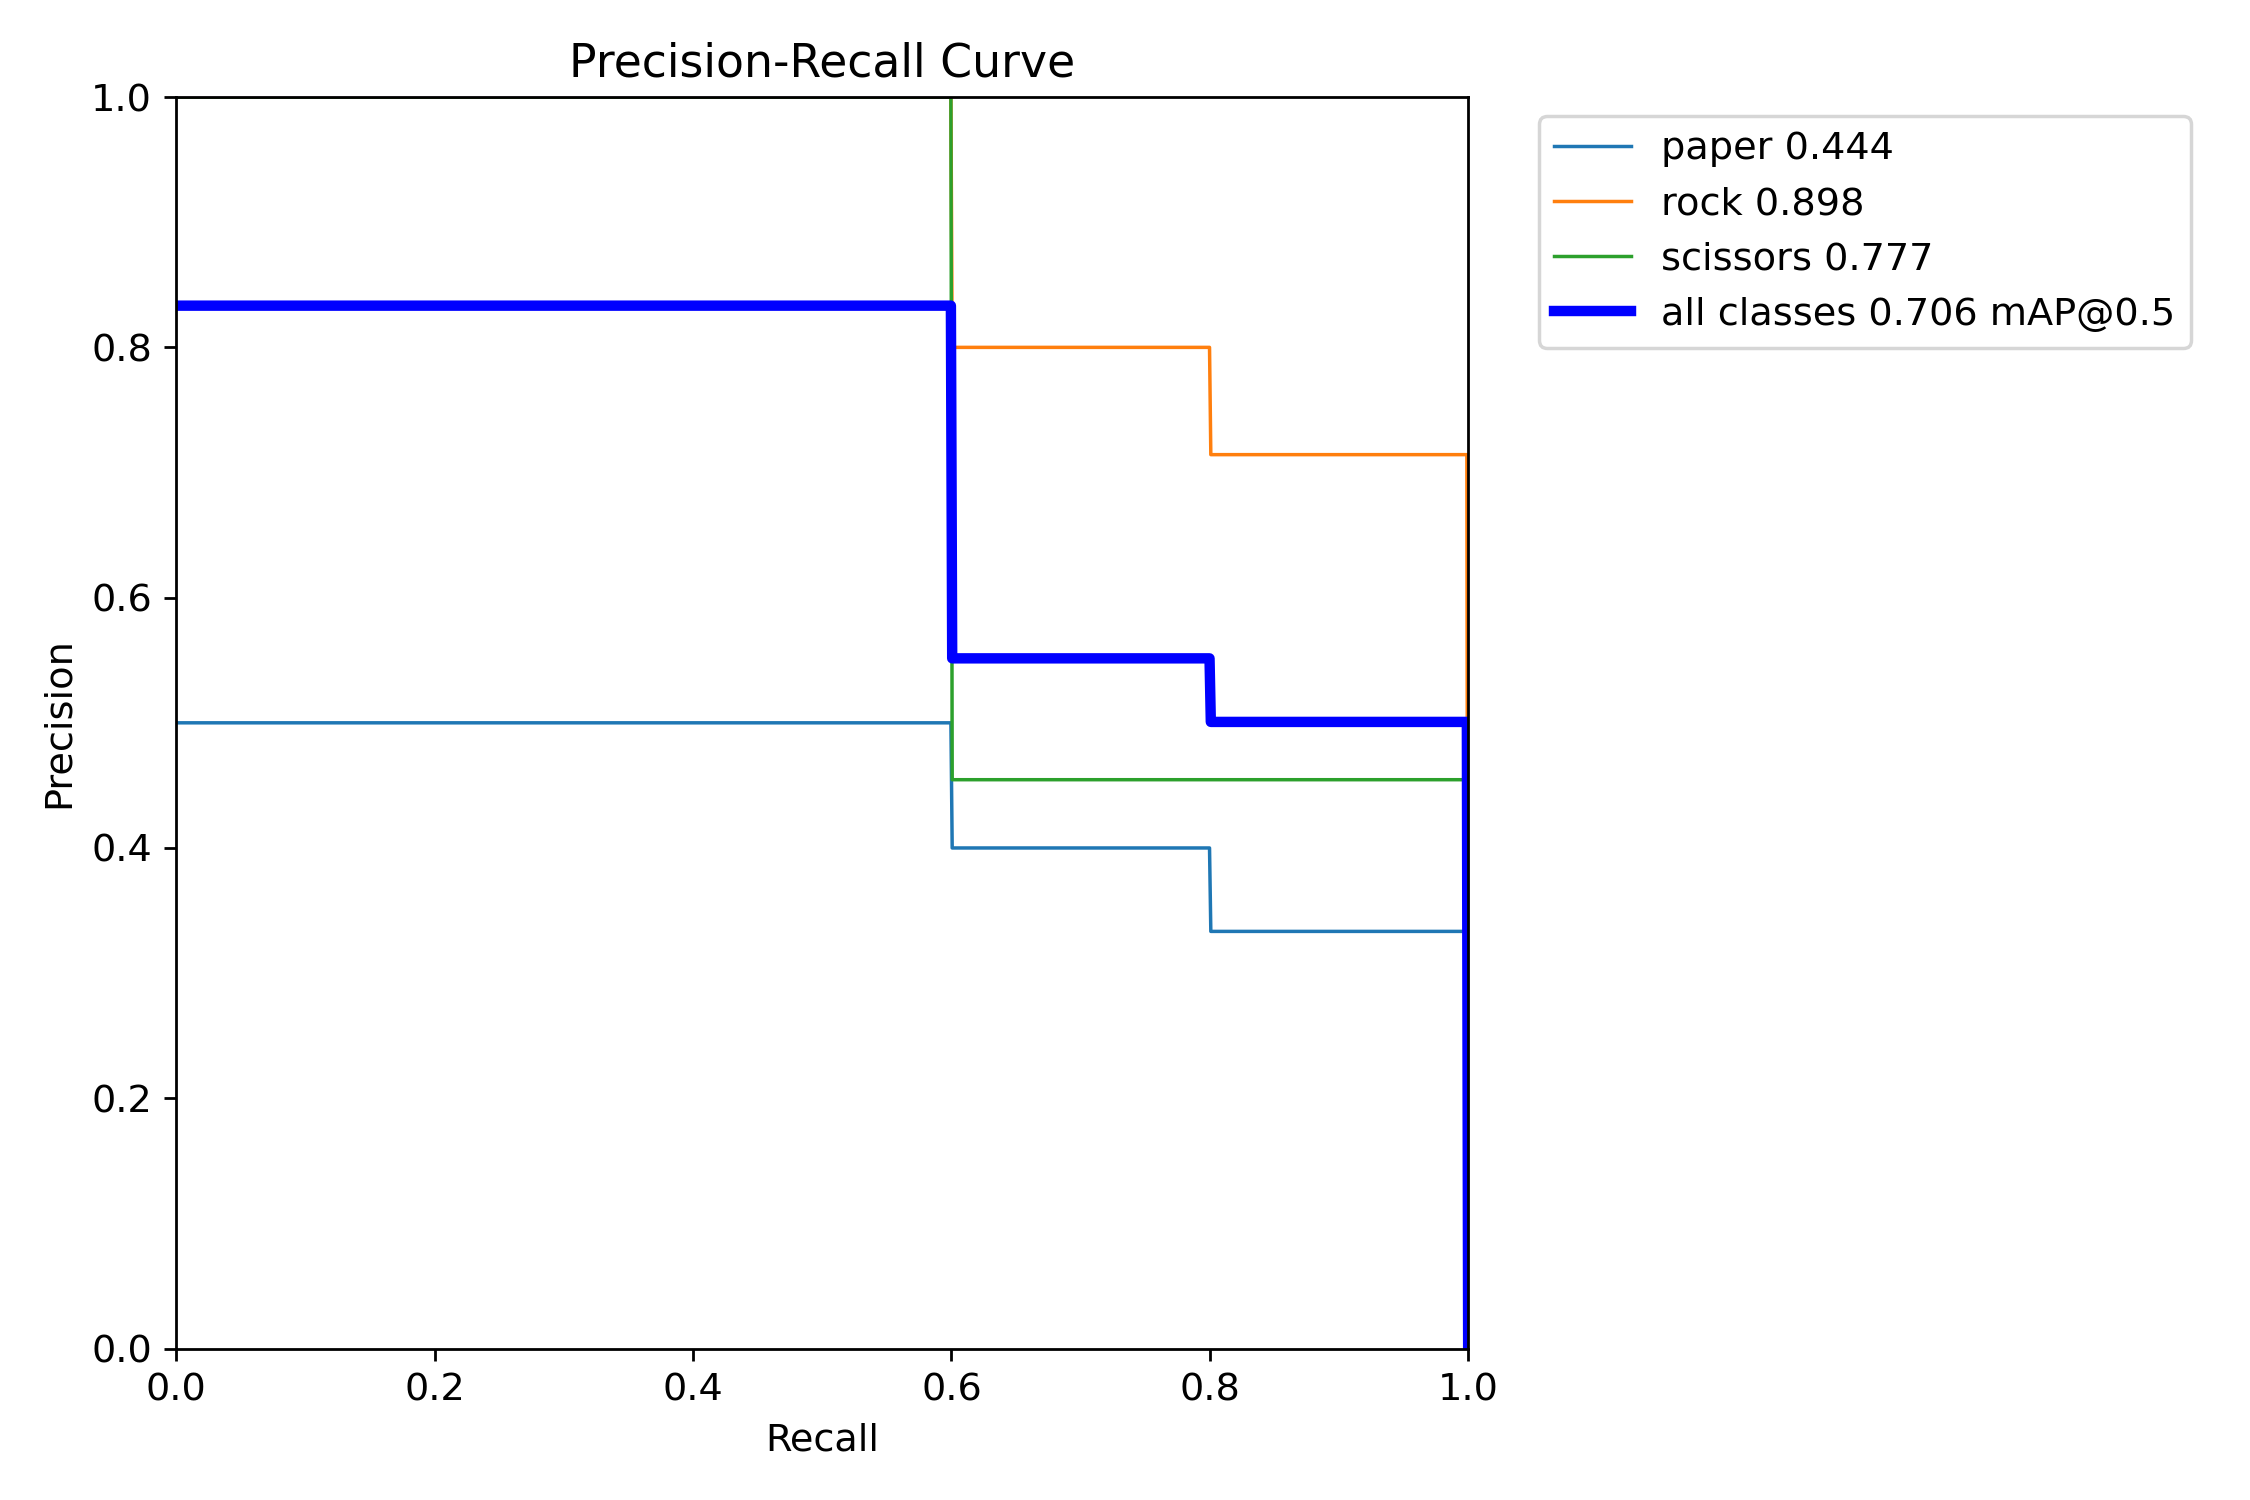 Precision-Recall Curve
1.0
0.8
0.6
0.4
0.2
0.0
Precision
0.0 0.2 0.4 0.6 0.8 1.0
Recall
paper 0.444
rock 0.898
scissors 0.777
all classes 0.706 mAP@0.5